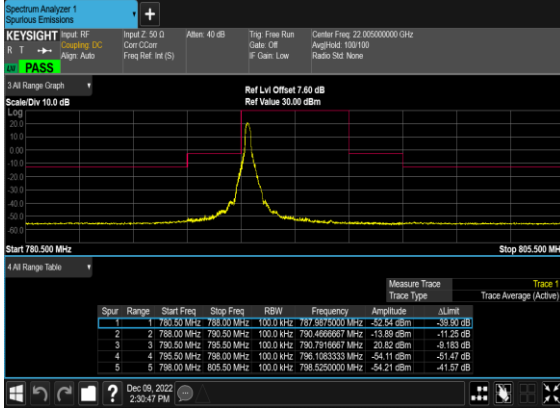 Spectrum Analyzer 1
Spurious Emissions
+
KEYSIGHT Input: RF Input Z: 50 Ω Atten: 40 dB Trig: Free Run Center Freq: 22.005000000 GHz
R T Coupling: DC Corr CCorr Gate: Off Avg|Hold: 100/100
Align: Auto Freq Ref: Int (S) IF Gain: Low Radio Std: None
PASS
3.All Range Graph
Ref Lvl Offset 7.60 dB
Scale/Div 10.0 dB Ref Value 30.00 dBm
Log
20.0
10.0
0.00
-10.0
-20.0
-30.0
-40.0
-50.0
-60.0
Start 780.500 MHz Stop 805.500 MH
4.All Range Table
Measure Trace Trace 1
Trace Type Trace Average (Active)
Spur Range Start Freq Stop Freq RBW Frequency Amplitude ΔLimit
1 1 780.50 MHz 788.00 MHz 100.0 kHz 787.9875000 MHz -52.54 dBm -39.90 dB
2 2 788.00 MHz 790.50 MHz 100.0 kHz 790.4666667 MHz -13.89 dBm -11.25 dB
3 3 790.50 MHz 795.50 MHz 100.0 kHz 790.7916667 MHz 20.82 dBm -9.183 dB
4 4 795.50 MHz 798.00 MHz 100.0 kHz 796.1083333 MHz -54.11 dBm -51.47 dB
5 5 798.00 MHz 805.50 MHz 100.0 kHz 798.5250000 MHz -54.21 dBm -41.57 dB
? Dec 09, 2022
2:30:47 PM